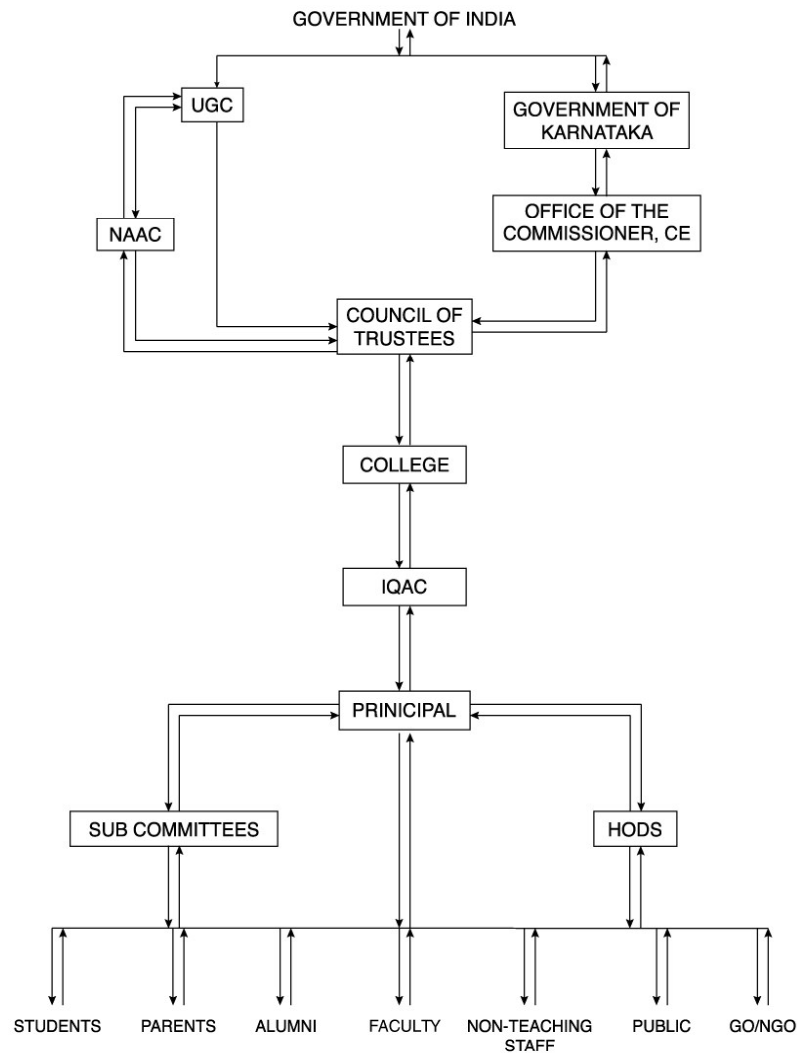 GOVERNMENT OF INDIA
UGC
GOVERNMENT OF
KARNATAKA
NAAC
OFFICE OF THE
COMMISSIONER, CE
COUNCIL OF
TRUSTEES
COLLEGE
IQAC
PRINICIPAL
SUB COMMITTEES
HODS
STUDENTS
PARENTS
ALUMNI
FACULTY
NON-TEACHING
STAFF
PUBLIC
GO/NGO